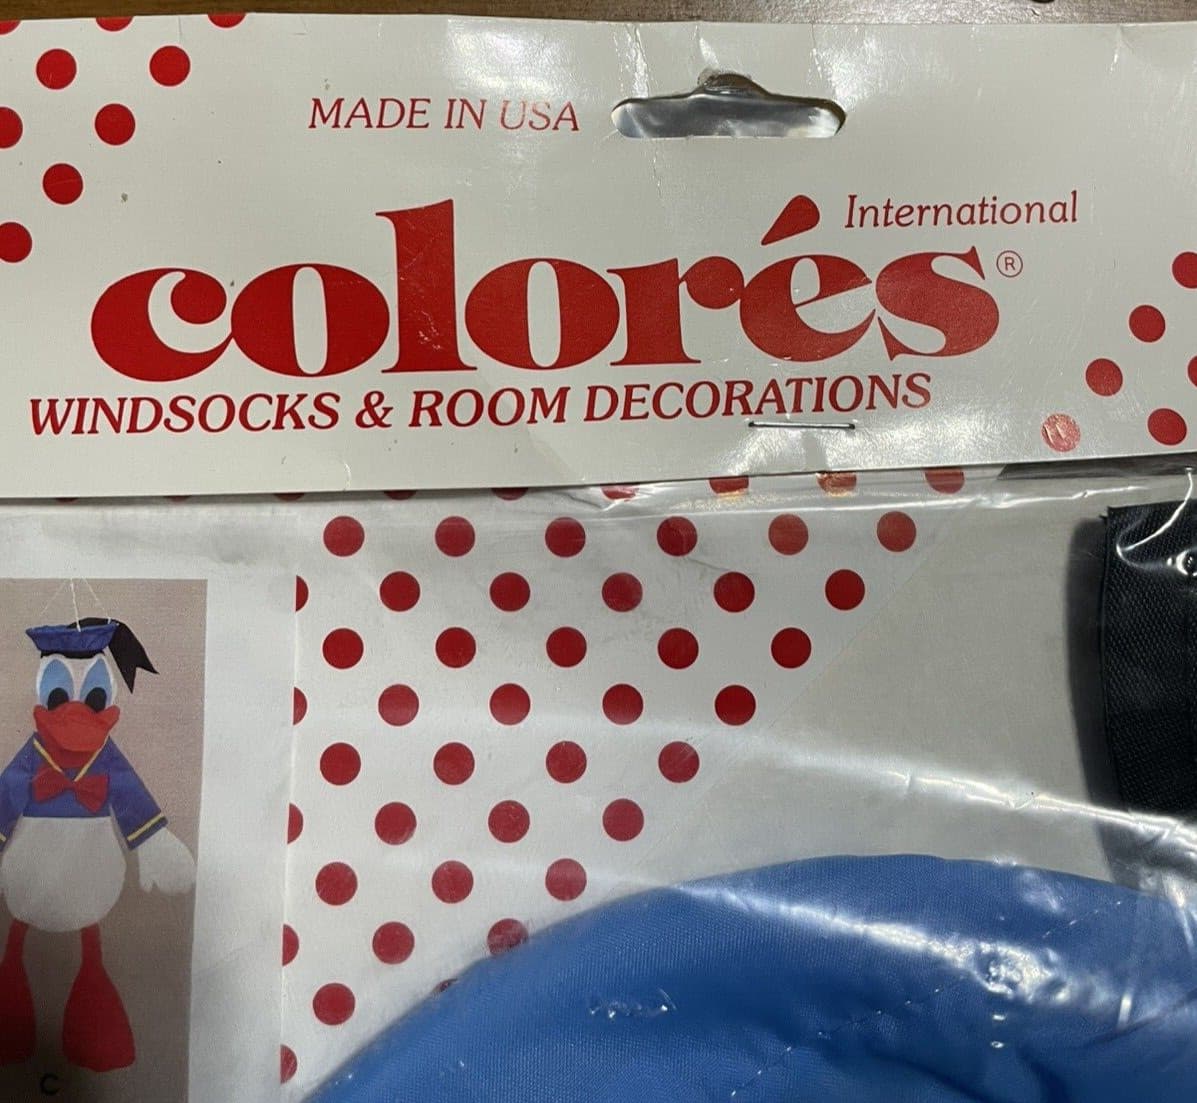 MADE IN USA
International
colorés®
WINDSOCKS & ROOM DECORATIONS
C